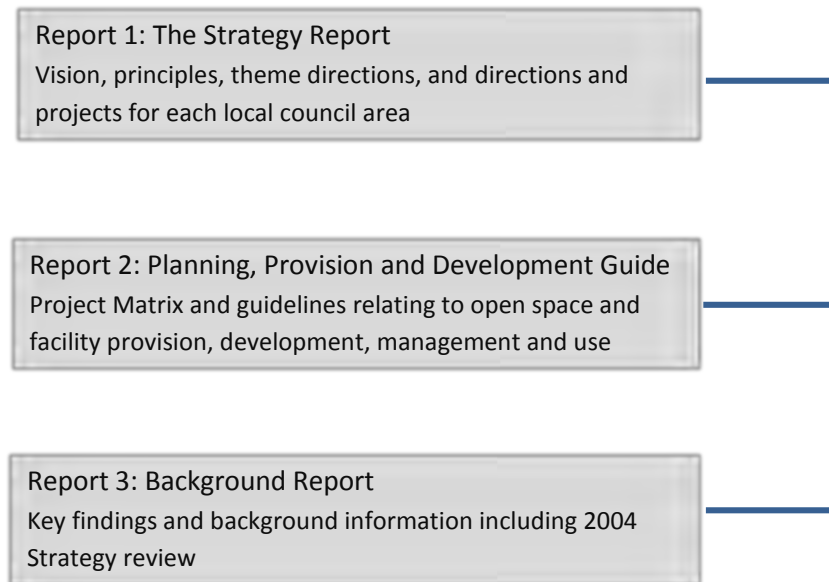 Report 1: The Strategy Report
Vision, principles, theme directions, and directions and
projects for each local council area
Report 2: Planning, Provision and Development Guide
Project Matrix and guidelines relating to open space and
facility provision, development, management and use
Report 3: Background Report
Key findings and background information including 2004
Strategy review